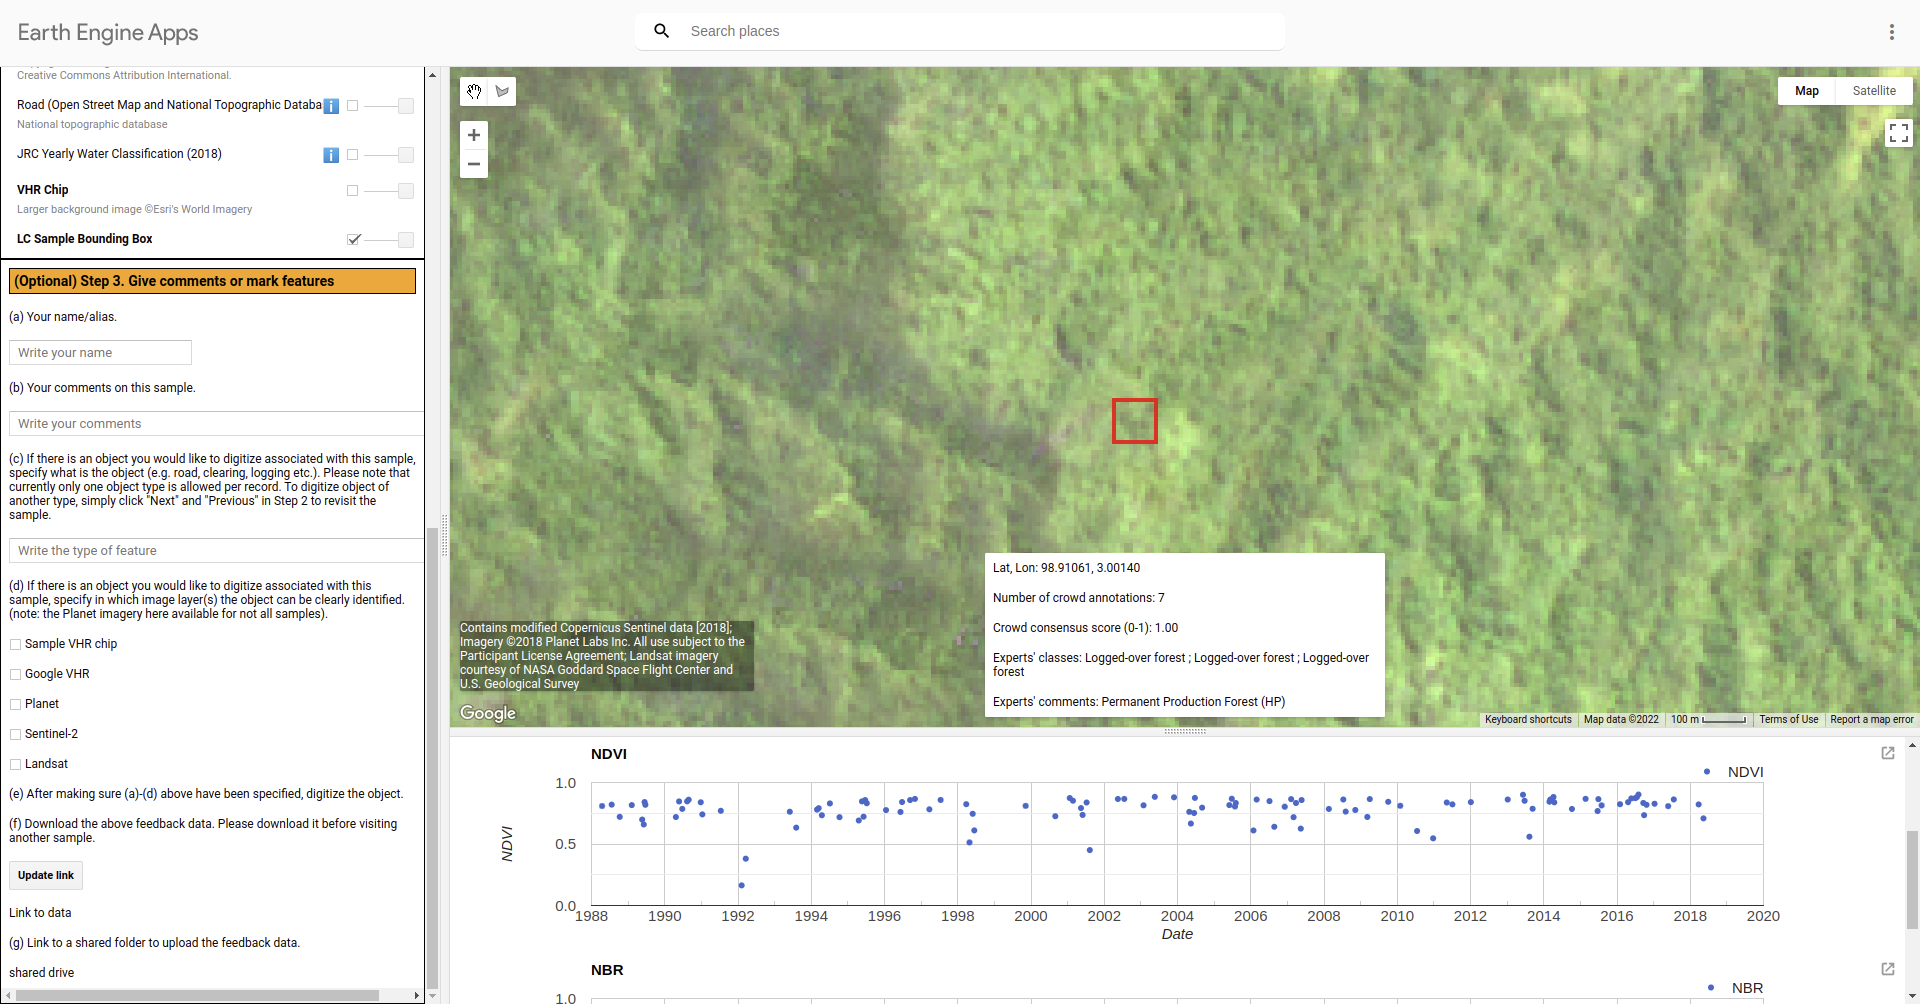 Earth Engine Apps
Search places
Creative Commons Attribution International.
Road (Open Street Map and National Topographic Databa
National topographic database
JRC Yearly Water Classification (2018)
VHR Chip
Larger background image ©Esri's World Imagery
LC Sample Bounding Box
(Optional) Step 3. Give comments or mark features
(a) Your name/alias.
Write your name
(b) Your comments on this sample.
Write your comments
(c) If there is an object you would like to digitize associated with this sample,
specify what is the object (e.g. road, clearing, logging etc.). Please note that
currently only one object type is allowed per record. To digitize object of
another type, simply click "Next" and "Previous" in Step 2 to revisit the
sample.
Write the type of feature
(d) If there is an object you would like to digitize associated with this
sample, specify in which image layer(s) the object can be clearly identified.
(note: the Planet imagery here available for not all samples).
Sample VHR chip
Google VHR
Planet
Sentinel-2
Landsat
(e) After making sure (a)-(d) above have been specified, digitize the object.
(f) Download the above feedback data. Please download it before visiting
another sample.
Update link
Link to data
(g) Link to a shared folder to upload the feedback data.
shared drive
Map
Satellite
Lat, Lon: 98.91061, 3.00140
Number of crowd annotations: 7
Crowd consensus score (0-1): 1.00
Experts' classes: Logged-over forest ; Logged-over forest ; Logged-over
forest
Experts' comments: Permanent Production Forest (HP)
Contains modified Copernicus Sentinel data [2018];
Imagery ©2018 Planet Labs Inc. All use subject to the
Participant License Agreement; Landsat imagery
courtesy of NASA Goddard Space Flight Center and
U.S. Geological Survey
Google
Keyboard shortcuts
Map data ©2022
100 m
Terms of Use
Report a map error
NDVI
NDVI
1.0
0.5
0.0
NDVI
1988 1990 1992 1994 1996 1998 2000 2002 2004 2006 2008 2010 2012 2014 2016 2018 2020
Date
NBR
NBR
1.0